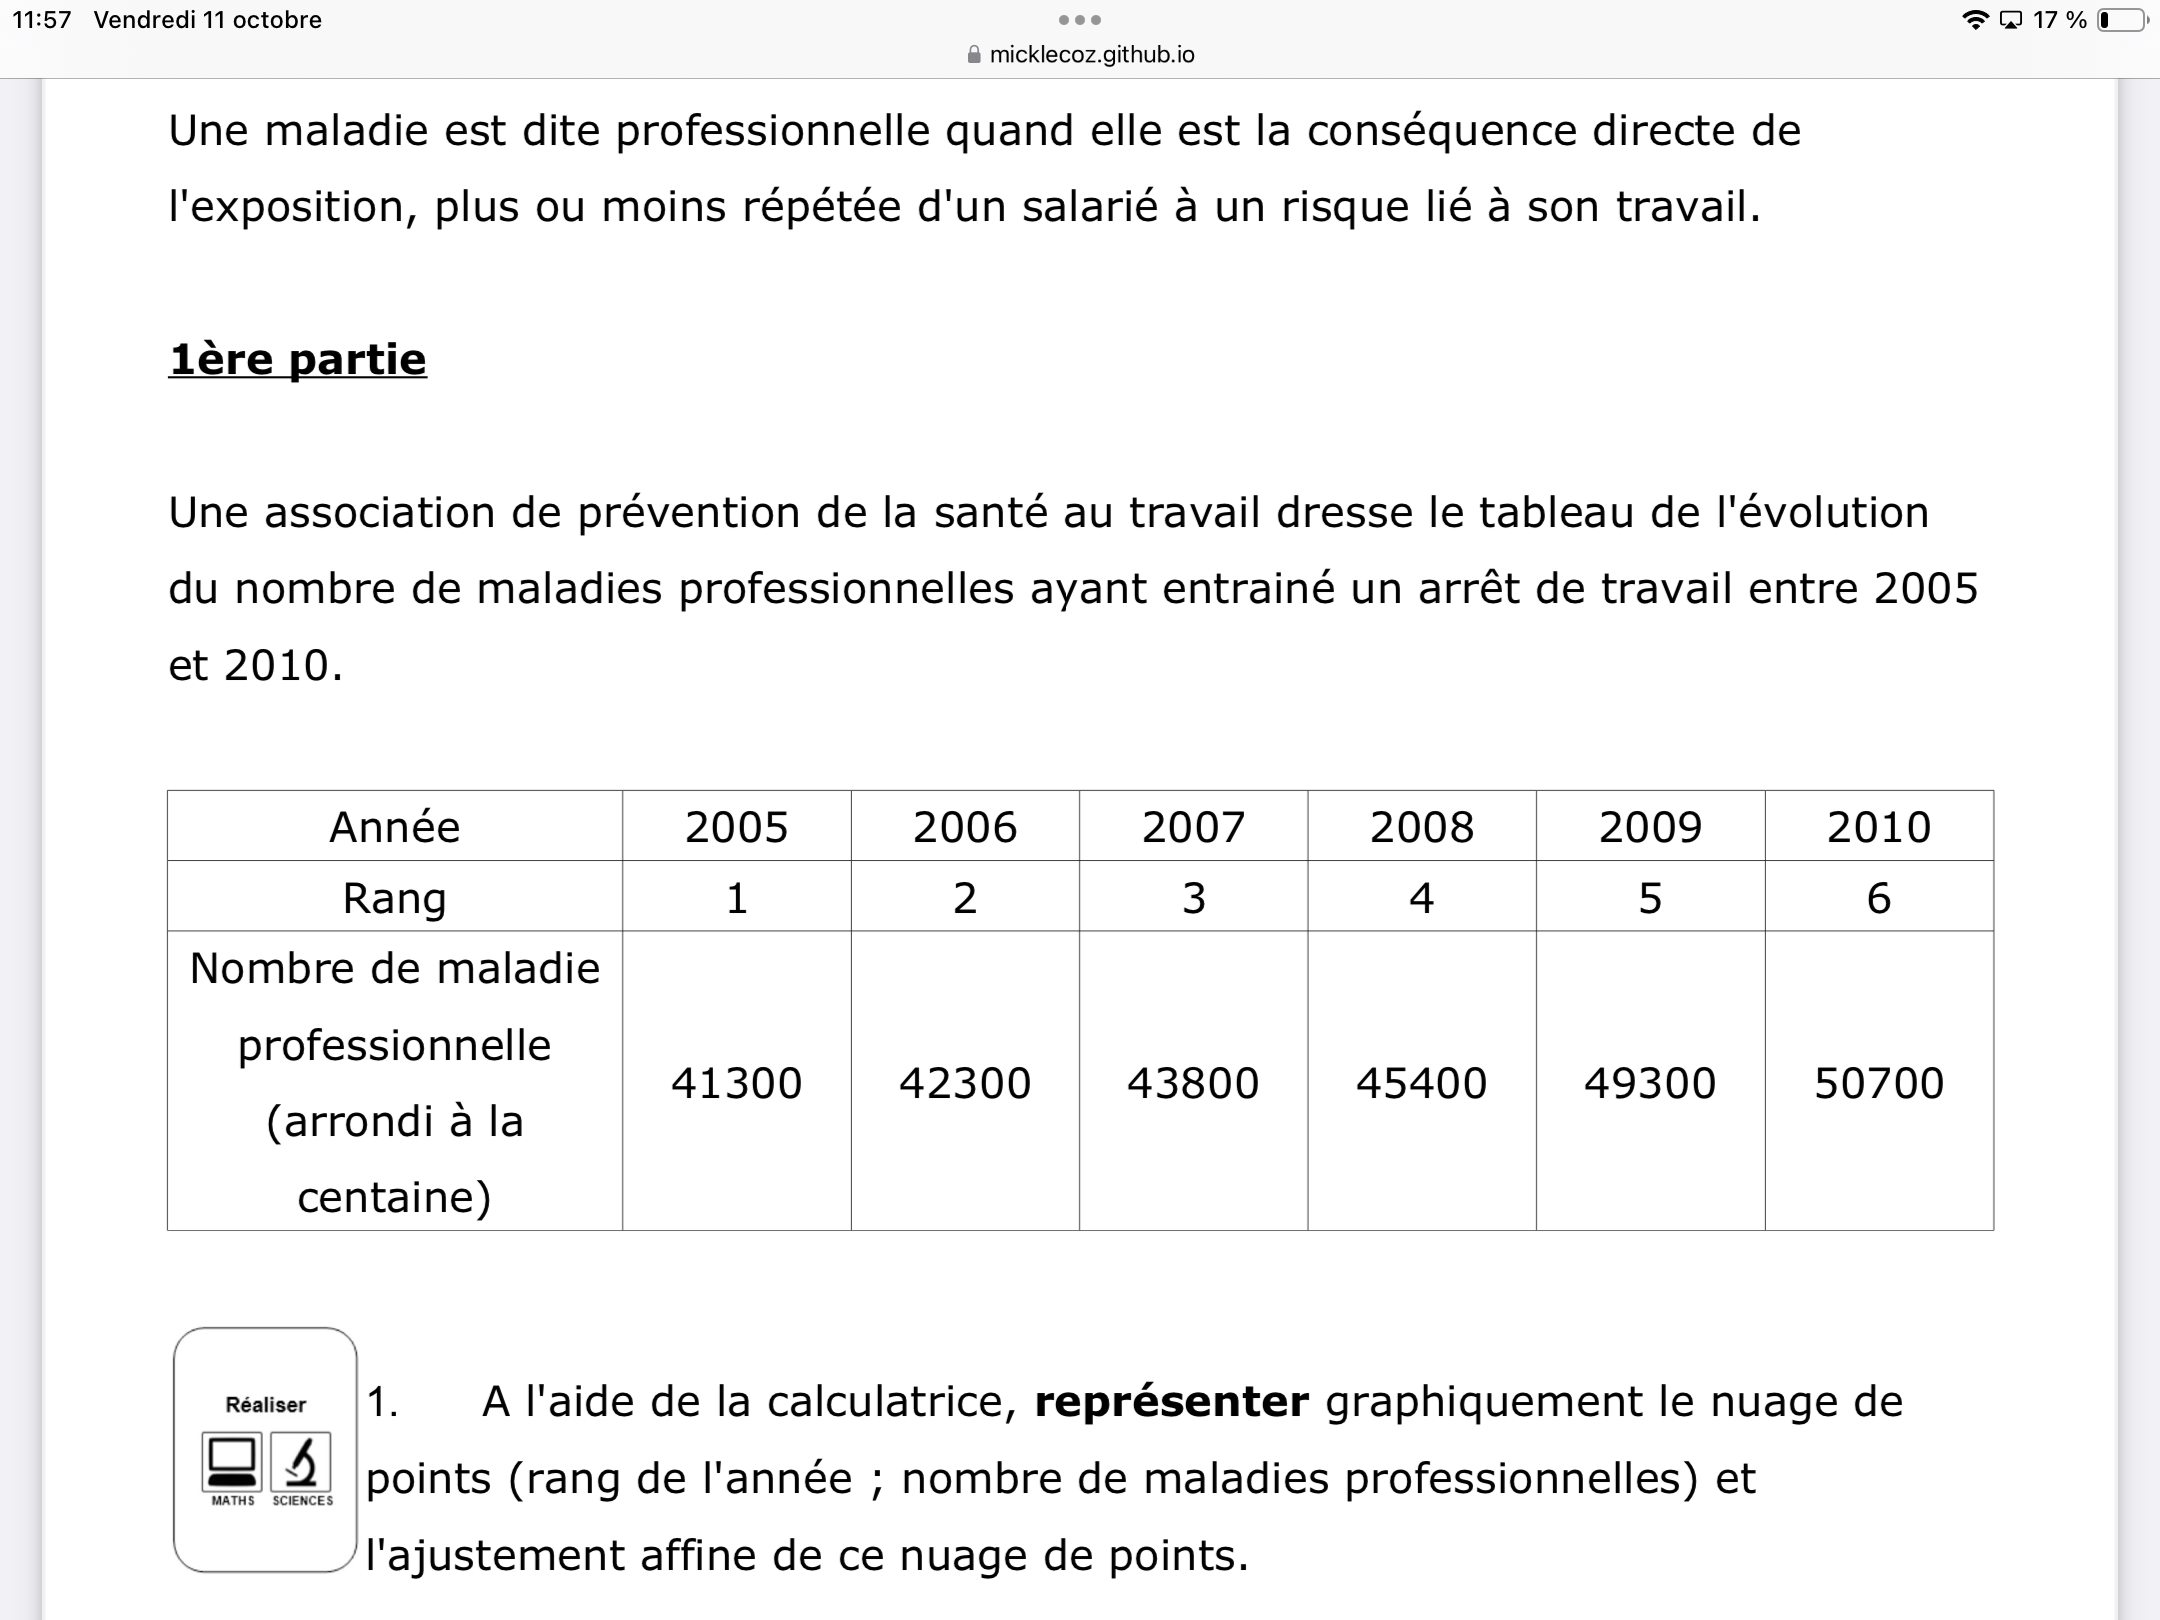 11:57 Vendredi 11 octobre
17 %
micklecoz.github.io
Une maladie est dite professionnelle quand elle est la conséquence directe de
l'exposition, plus ou moins répétée d'un salarié à un risque lié à son travail.
1ère partie
Une association de prévention de la santé au travail dresse le tableau de l'évolution
du nombre de maladies professionnelles ayant entrainé un arrêt de travail entre 2005
et 2010.
Année 2005 2006 2007 2008 2009 2010
Rang 1 2 3 4 5 6
Nombre de maladie
professionnelle
(arrondi à la
centaine)
41300 42300 43800 45400 49300 50700
Réaliser
MATHS SCIENCES
1. A l'aide de la calculatrice, représenter graphiquement le nuage de
points (rang de l'année ; nombre de maladies professionnelles) et
l'ajustement affine de ce nuage de points.